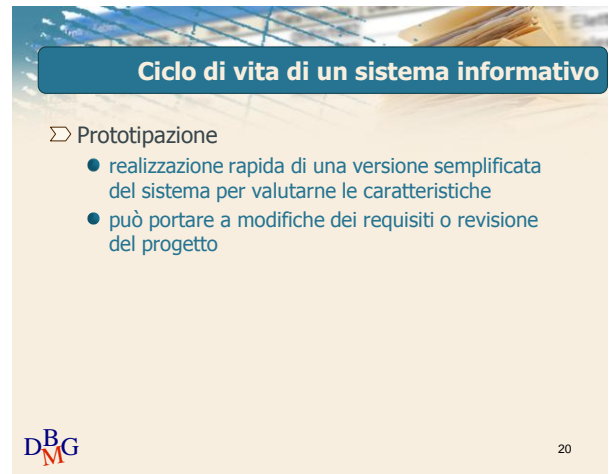 Ciclo di vita di un sistema informativo
Prototipazione
realizzazione rapida di una versione semplificata
del sistema per valutarne le caratteristiche
può portare a modifiche dei requisiti o revisione
del progetto
DBMG
20